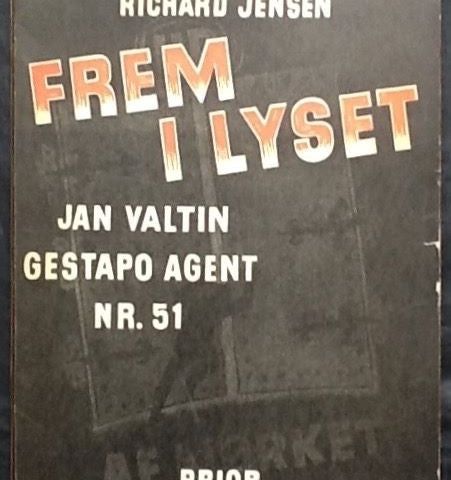 RICHARD JENSEN
FREM
I LYSET
JAN VALTIN
GESTAPO AGENT
NR. 51
AF MØRKET
PRIOR